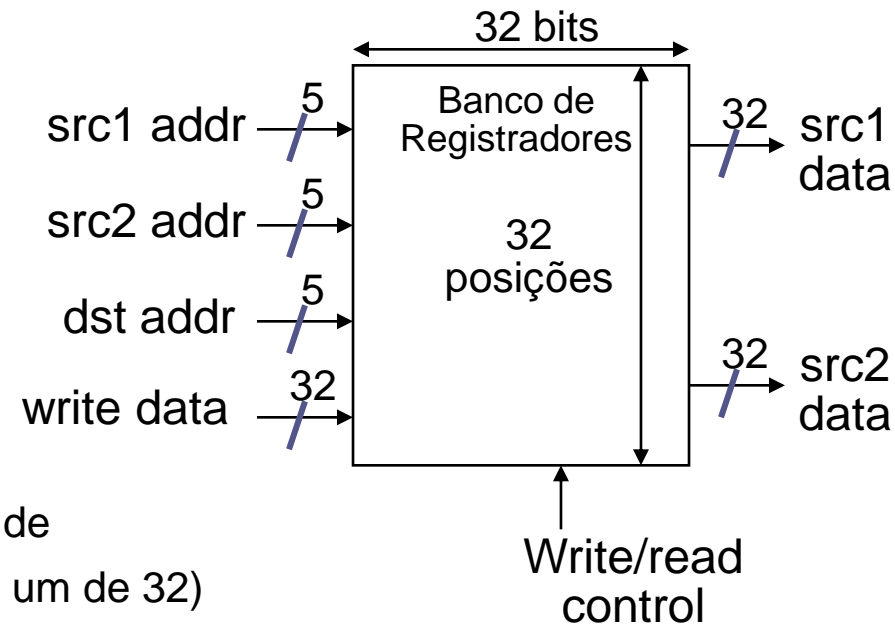 32 bits
Banco de
Registradores
32
posições
src1 addr
5
src2 addr
5
dst addr
5
write data
32
32
src1
data
32
src2
data
Write/read
control
de
um de 32)